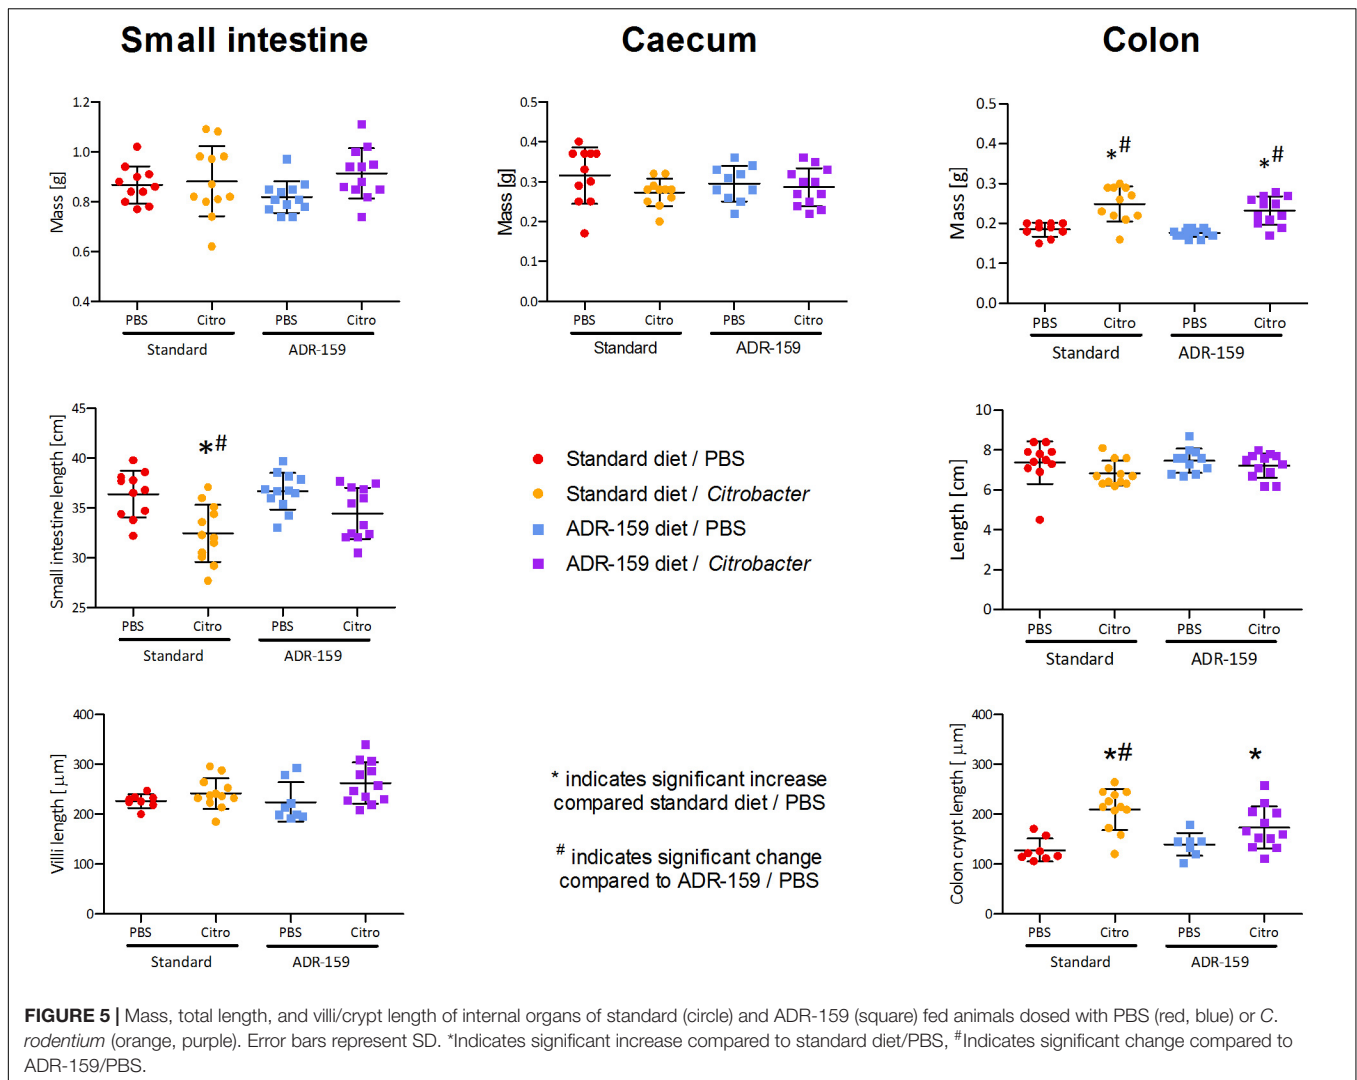 Small intestine
Caecum
Colon
Mass [g]
1.2
1.0
0.8
0.6
0.4
PBS
Citro
PBS
Citro
Standard
ADR-159
Mass [g]
0.5
0.4
0.3
0.2
0.1
0.0
PBS
Citro
PBS
Citro
Standard
ADR-159
Mass [g]
0.5
0.4
0.3
0.2
0.1
0.0
*#
*#
PBS
Citro
PBS
Citro
Standard
ADR-159
Small intestine length [cm]
45
40
35
30
25
*#
PBS
Citro
PBS
Citro
Standard
ADR-159
Standard diet / PBS
Standard diet / Citrobacter
ADR-159 diet / PBS
ADR-159 diet / Citrobacter
Length [cm]
10
8
6
4
2
0
PBS
Citro
PBS
Citro
Standard
ADR-159
Villi length [ µm]
400
300
200
100
0
PBS
Citro
PBS
Citro
Standard
ADR-159
* indicates significant increase
compared standard diet / PBS
# indicates significant change
compared to ADR-159 / PBS
Colon crypt length [ µm]
400
300
200
100
0
*#
*
PBS
Citro
PBS
Citro
Standard
ADR-159
FIGURE 5 | Mass, total length, and villi/crypt length of internal organs of standard (circle) and ADR-159 (square) fed animals dosed with PBS (red, blue) or C.
rodentium (orange, purple). Error bars represent SD. *Indicates significant increase compared to standard diet/PBS, #Indicates significant change compared to
ADR-159/PBS.